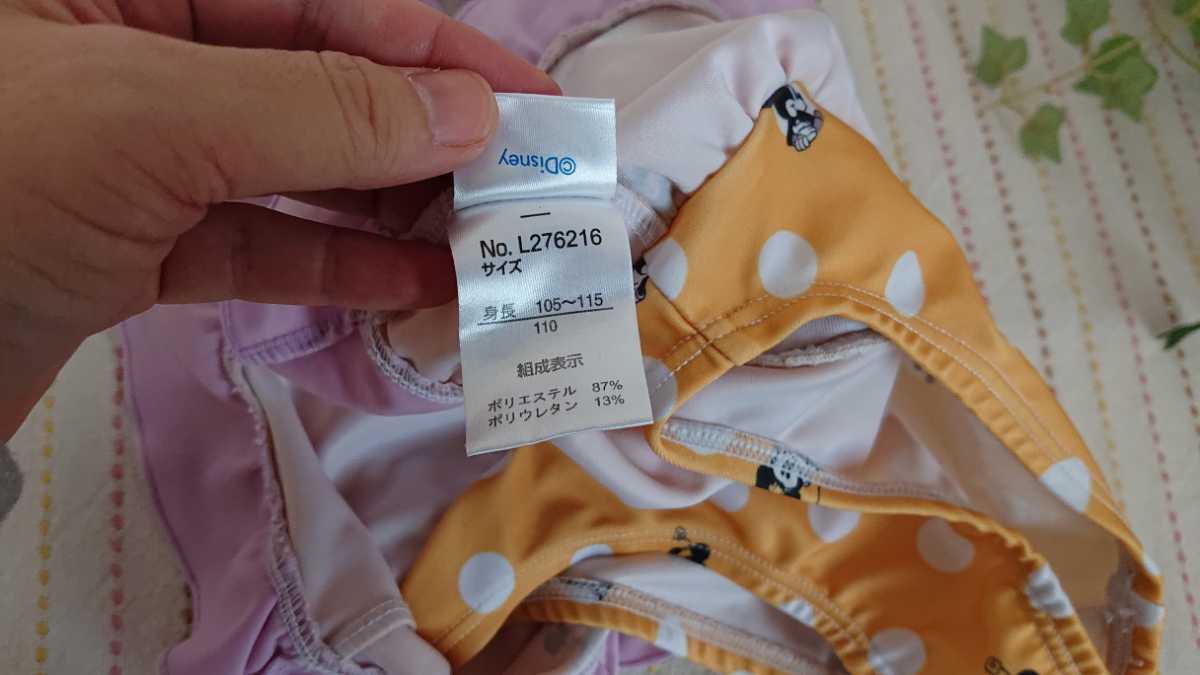 ©Disney
No. L276216
サイズ
身長 105〜115
110
組成表示
ポリエステル 87%
ポリウレタン 13%